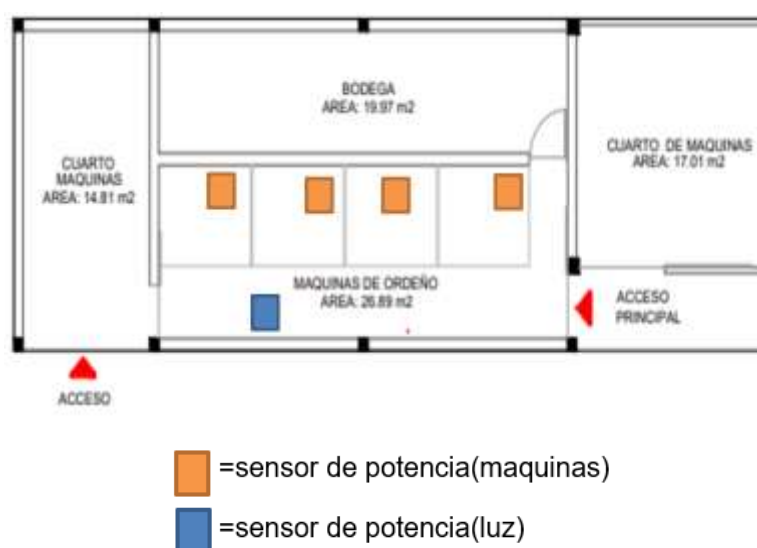 BODEGA
AREA: 19.97 m2
CUARTO DE MAQUINAS
AREA: 17.01 m2
CUARTO
MAQUINAS
AREA: 14.81 m2
MAQUINAS DE ORDEÑO
AREA: 26.89 m2
ACCESO
PRINCIPAL
ACCESO
=sensor de potencia(maquinas)
=sensor de potencia(luz)